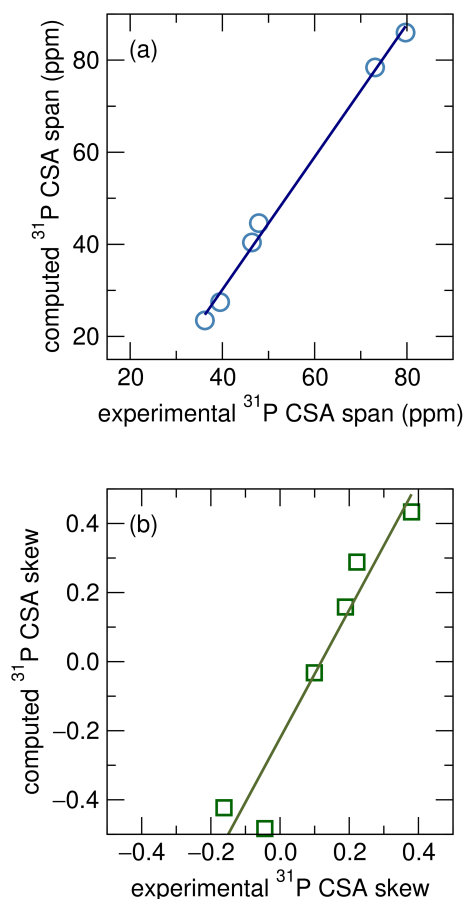 (a)
80
60
40
20
computed ³¹P CSA span (ppm)
20 40 60 80
experimental ³¹P CSA span (ppm)
(b)
0.4
0.2
0.0
−0.2
−0.4
computed ³¹P CSA skew
−0.4 −0.2 0.0 0.2 0.4
experimental ³¹P CSA skew